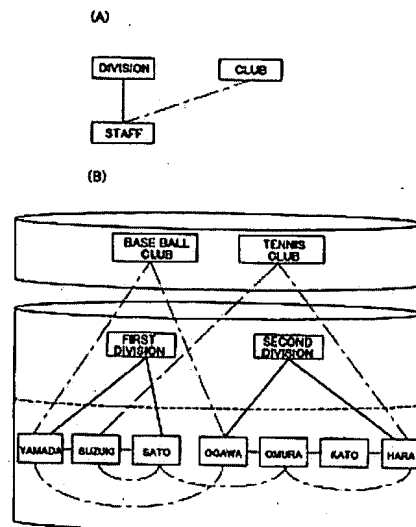 (A)
DIVISION CLUB
STAFF
(B)
BASE BALL CLUB
TENNIS CLUB
FIRST DIVISION
SECOND DIVISION
YAMADA SUZUKI SATO OGAWA OMURA KATO HARA